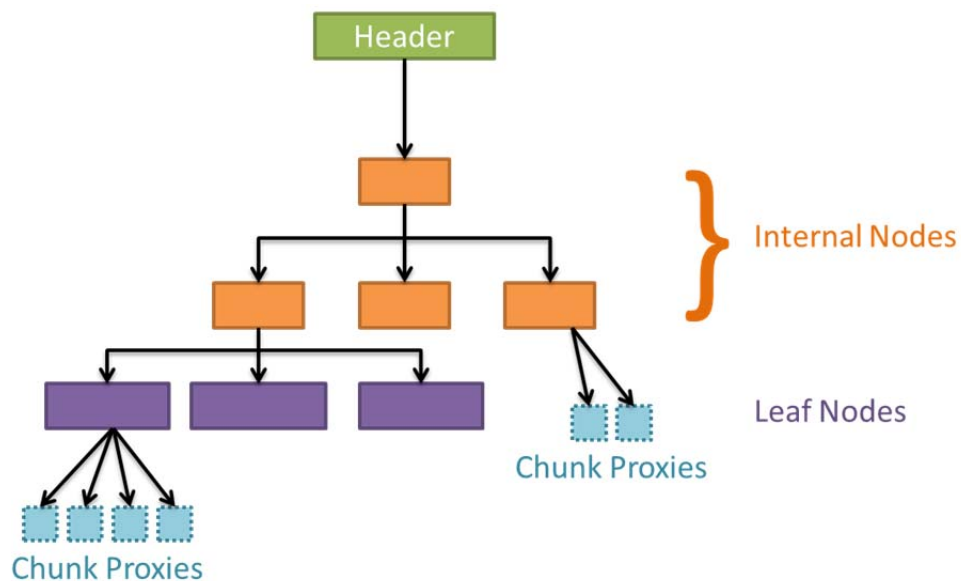 Header
Internal Nodes
Leaf Nodes
Chunk Proxies
Chunk Proxies